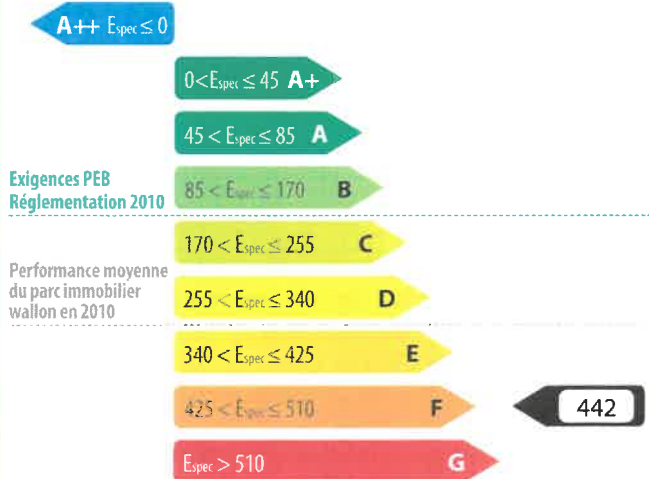 A++ Espec ≤ 0
0<Espec ≤ 45 A+
45 < Espec ≤ 85 A
Exigences PEB
Réglementation 2010
85 < Espec ≤ 170 B
170 < Espec ≤ 255 C
Performance moyenne
du parc immobilier
wallon en 2010
255 < Espec ≤ 340 D
340 < Espec ≤ 425 E
425 < Espec ≤ 510 F
442
Espec > 510 G